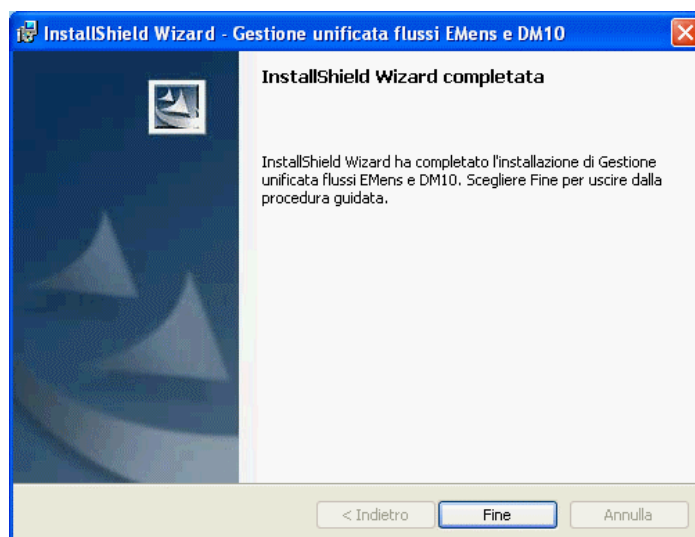 InstallShield Wizard - Gestione unificata flussi EMens e DM10
InstallShield Wizard completata
InstallShield Wizard ha completato l'installazione di Gestione
unificata flussi EMens e DM10. Scegliere Fine per uscire dalla
procedura guidata.
< Indietro
Fine
Annulla